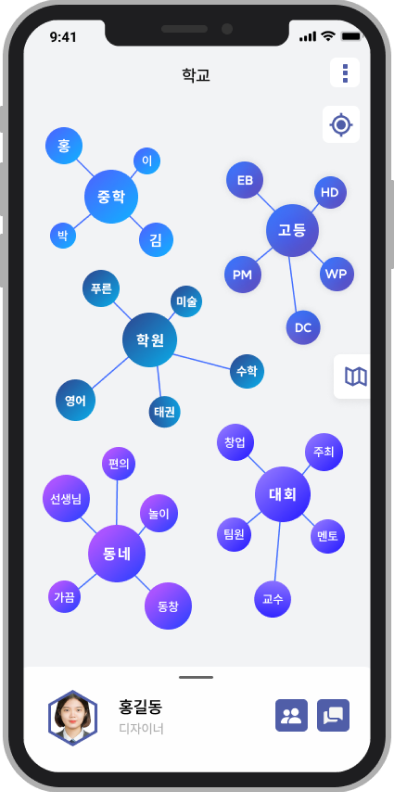 9:41
학교
홍
이
중학
박
김
EB
HD
고등
PM
WP
DC
푸른
미술
학원
수학
영어
태권
편의
선생님
놀이
동네
가끔
동창
창업
주최
대회
팀원
멘토
교수
홍길동
디자이너